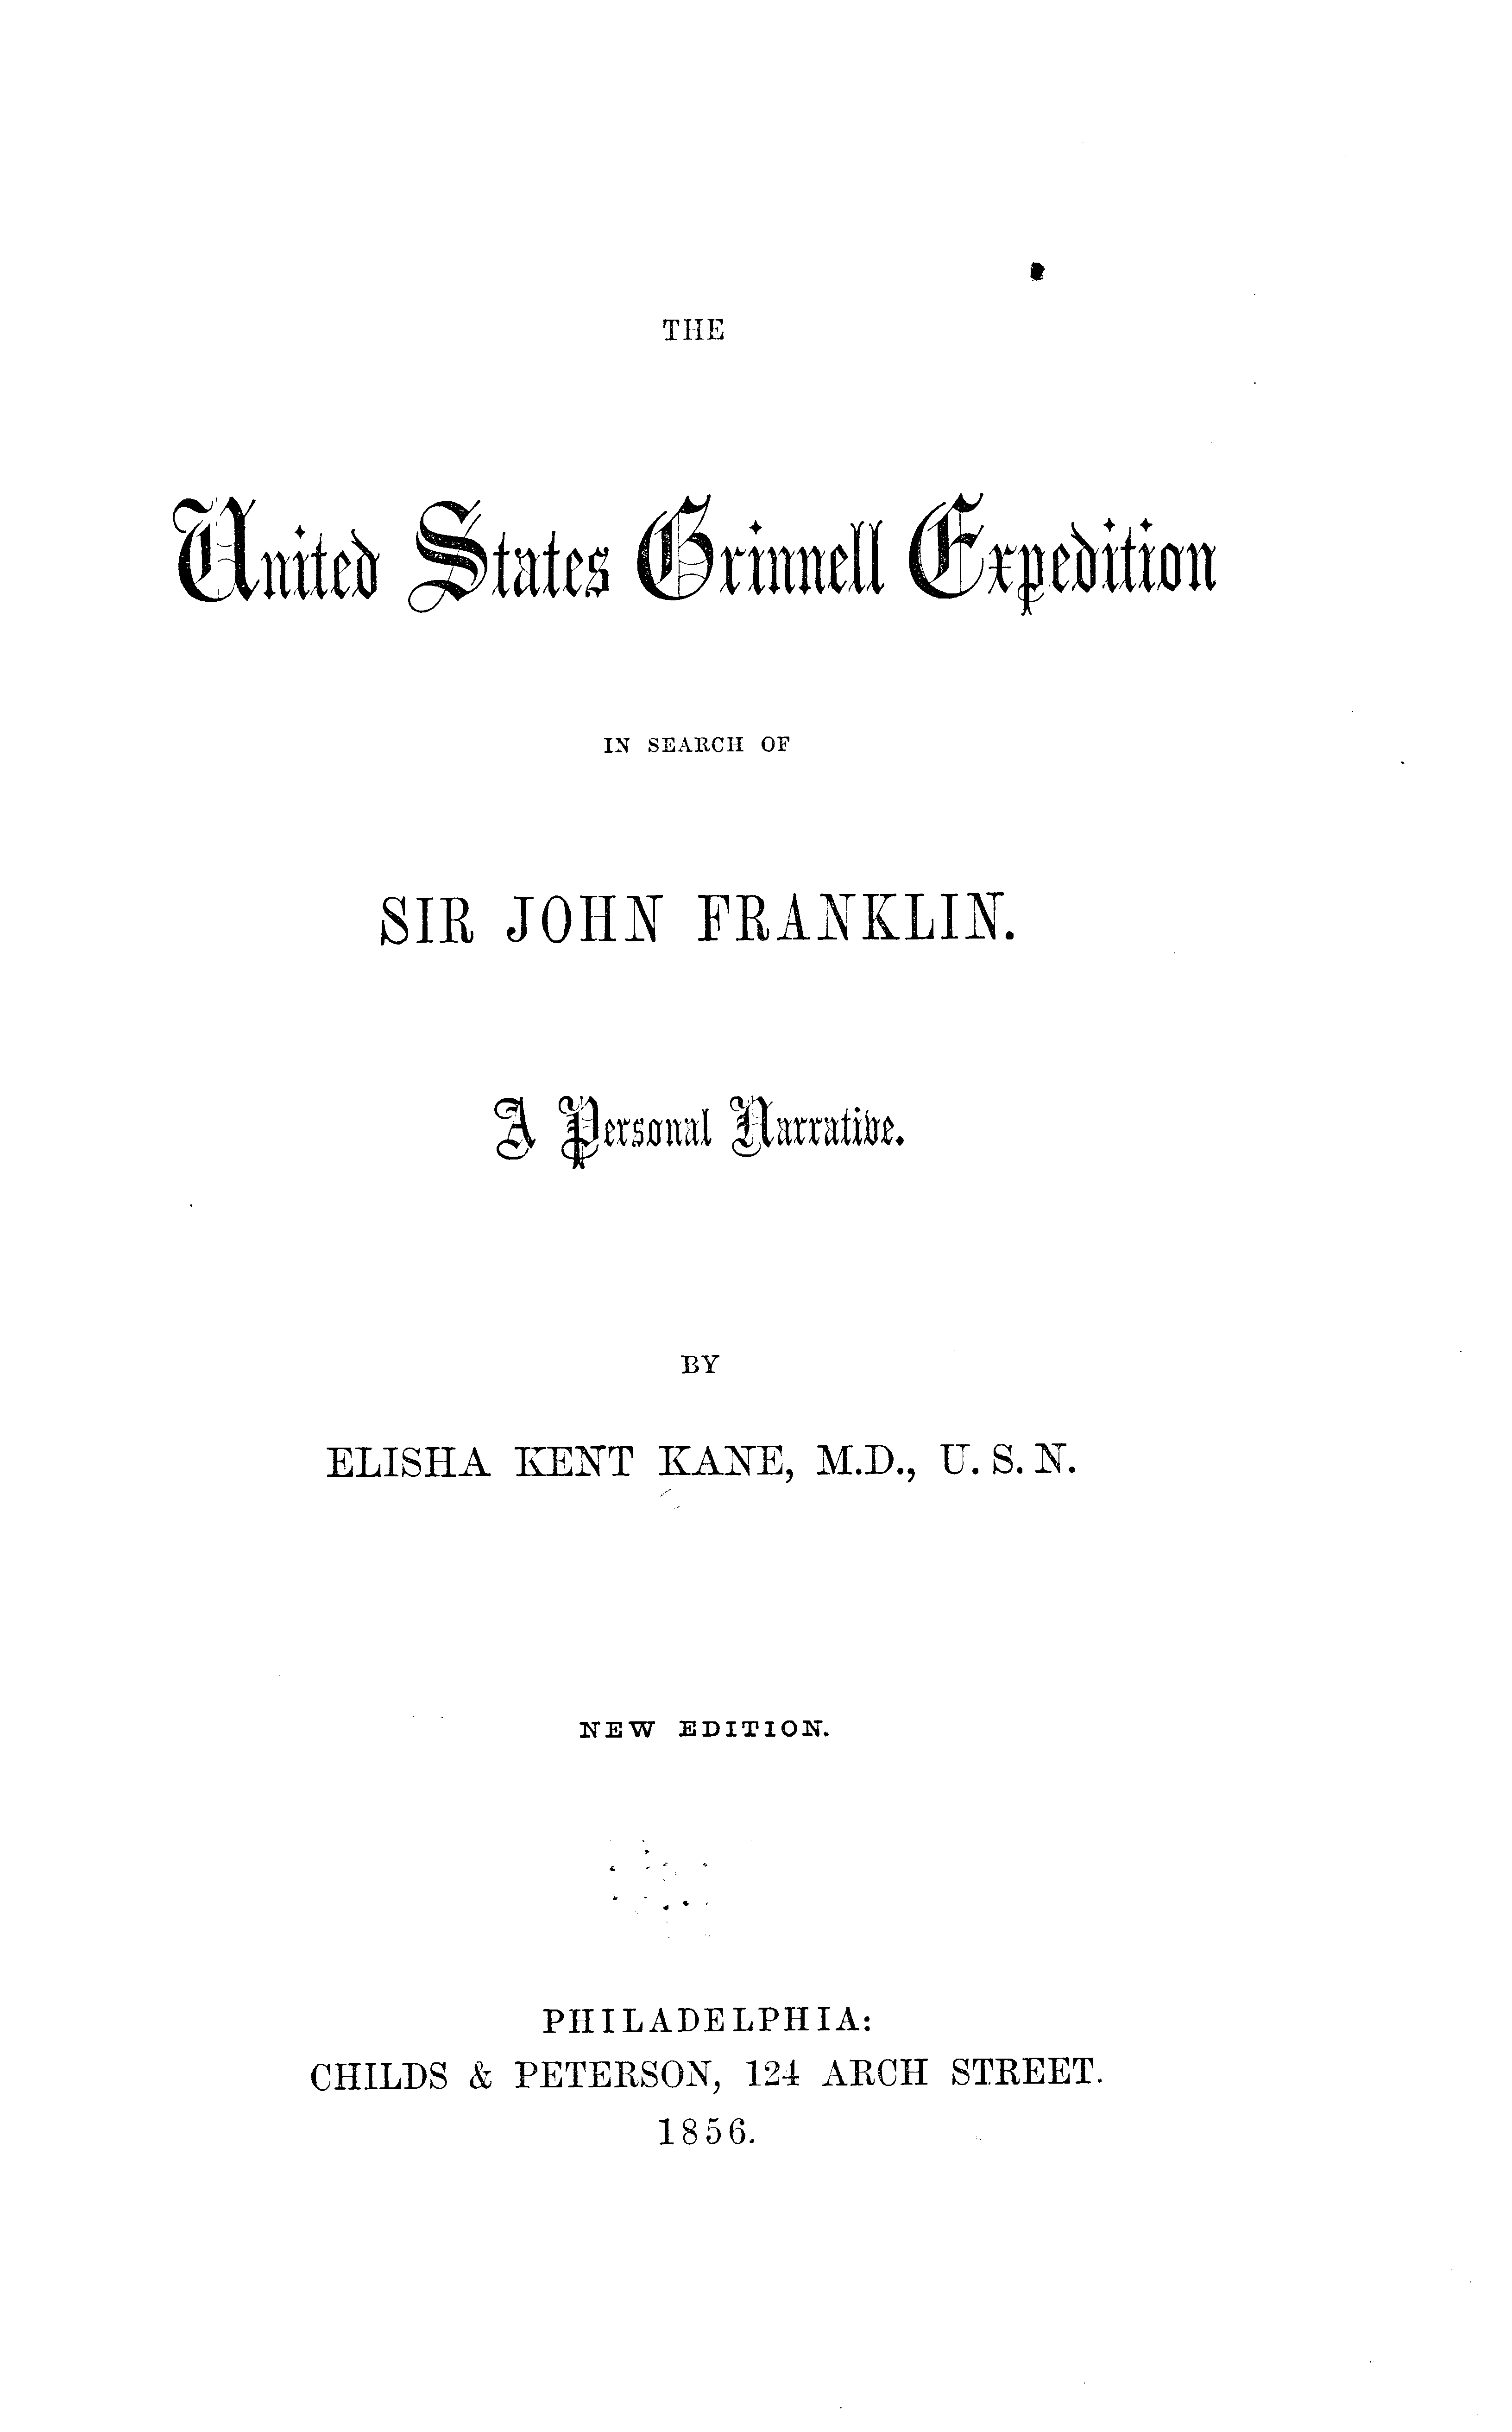 THE
United States Grinnell Expedition
IN SEARCH OF
SIR JOHN FRANKLIN.
A Personal Narrative.
BY
ELISHA KENT KANE, M.D., U. S. N.
NEW EDITION.
PHILADELPHIA:
CHILDS & PETERSON, 124 ARCH STREET.
1856.